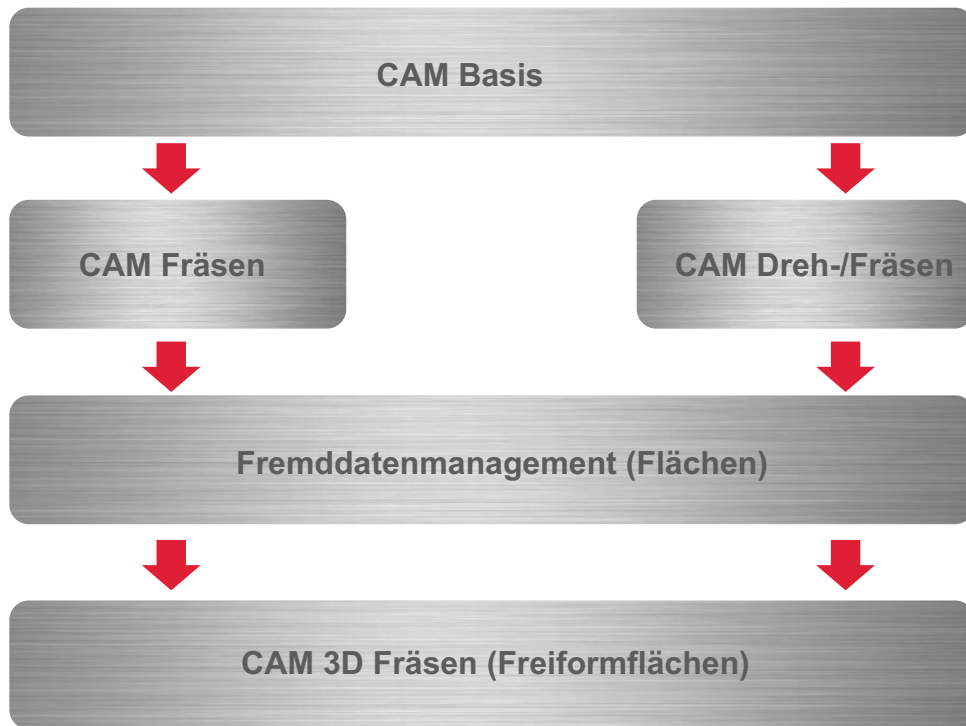 CAM Basis
CAM Fräsen
CAM Dreh-/Fräsen
Fremddatenmanagement (Flächen)
CAM 3D Fräsen (Freiformflächen)